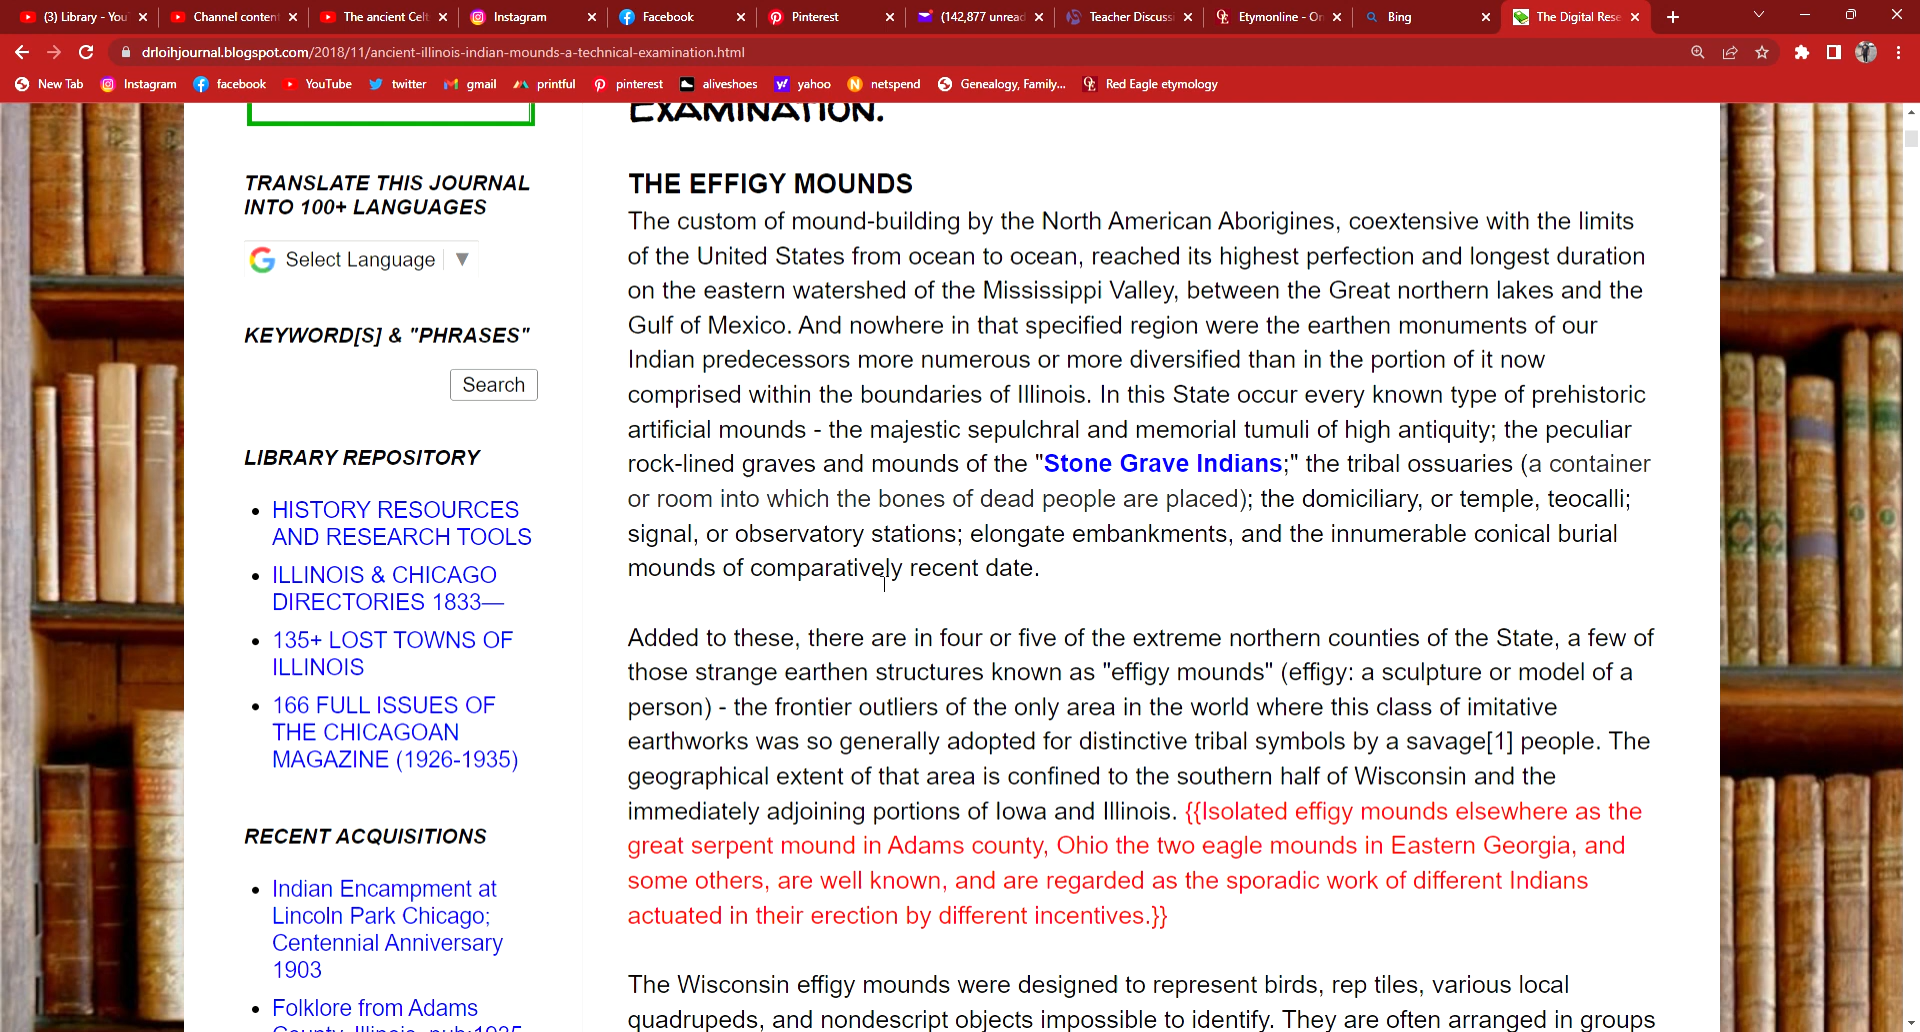 (3) Library - You
Channel conten
The ancient Celt
Instagram
Facebook
Pinterest
(142,877 unread
Teacher Discuss
Etymonline - On
Bing
The Digital Rese
drloihjournal.blogspot.com/2018/11/ancient-illinois-indian-mounds-a-technical-examination.html
New Tab
Instagram
facebook
YouTube
twitter
gmail
printful
pinterest
aliveshoes
yahoo
netspend
Genealogy, Family...
Red Eagle etymology
TRANSLATE THIS JOURNAL
INTO 100+ LANGUAGES
Select Language ▼
KEYWORD[S] & "PHRASES"
Search
LIBRARY REPOSITORY
• HISTORY RESOURCES
AND RESEARCH TOOLS
• ILLINOIS & CHICAGO
DIRECTORIES 1833—
• 135+ LOST TOWNS OF
ILLINOIS
• 166 FULL ISSUES OF
THE CHICAGOAN
MAGAZINE (1926-1935)
RECENT ACQUISITIONS
• Indian Encampment at
Lincoln Park Chicago;
Centennial Anniversary
1903
• Folklore from Adams
County, Illinois, pub:1935
EXAMINATION.
THE EFFIGY MOUNDS
The custom of mound-building by the North American Aborigines, coextensive with the limits
of the United States from ocean to ocean, reached its highest perfection and longest duration
on the eastern watershed of the Mississippi Valley, between the Great northern lakes and the
Gulf of Mexico. And nowhere in that specified region were the earthen monuments of our
Indian predecessors more numerous or more diversified than in the portion of it now
comprised within the boundaries of Illinois. In this State occur every known type of prehistoric
artificial mounds - the majestic sepulchral and memorial tumuli of high antiquity; the peculiar
rock-lined graves and mounds of the "Stone Grave Indians;" the tribal ossuaries (a container
or room into which the bones of dead people are placed); the domiciliary, or temple, teocalli;
signal, or observatory stations; elongate embankments, and the innumerable conical burial
mounds of comparatively recent date.
Added to these, there are in four or five of the extreme northern counties of the State, a few of
those strange earthen structures known as "effigy mounds" (effigy: a sculpture or model of a
person) - the frontier outliers of the only area in the world where this class of imitative
earthworks was so generally adopted for distinctive tribal symbols by a savage[1] people. The
geographical extent of that area is confined to the southern half of Wisconsin and the
immediately adjoining portions of Iowa and Illinois. {{Isolated effigy mounds elsewhere as the
great serpent mound in Adams county, Ohio the two eagle mounds in Eastern Georgia, and
some others, are well known, and are regarded as the sporadic work of different Indians
actuated in their erection by different incentives.}}
The Wisconsin effigy mounds were designed to represent birds, rep tiles, various local
quadrupeds, and nondescript objects impossible to identify. They are often arranged in groups